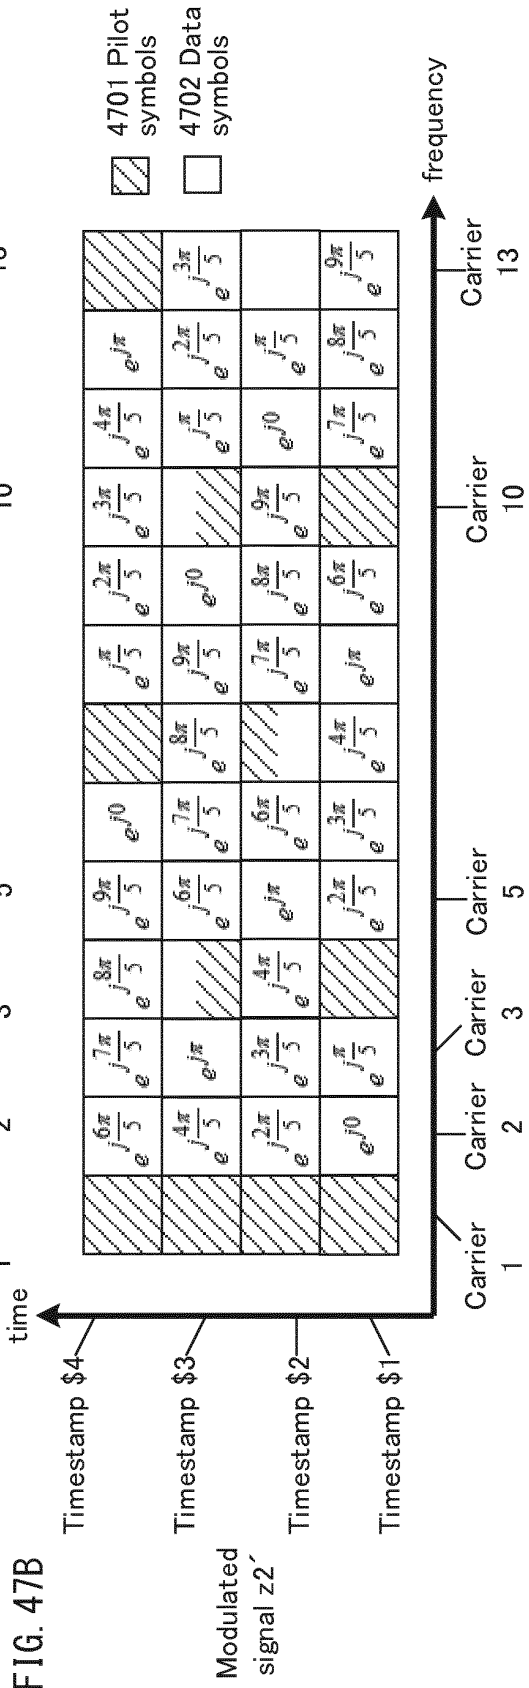 FIG. 47B
time
4701 Pilot
symbols
4702 Data
symbols
Modulated
signal z2´
Timestamp $4
e^{j6π/5} e^{j7π/5} e^{j8π/5} e^{j9π/5} e^{j0} e^{jπ/5} e^{j2π/5} e^{j3π/5} e^{j4π/5} e^{jπ}
Timestamp $3
e^{j4π/5} e^{jπ} e^{j6π/5} e^{j7π/5} e^{j8π/5} e^{j9π/5} e^{j0} e^{jπ/5} e^{j2π/5} e^{j3π/5}
Timestamp $2
e^{j2π/5} e^{j3π/5} e^{j4π/5} e^{jπ} e^{j6π/5} e^{j7π/5} e^{j8π/5} e^{j9π/5} e^{j0} e^{jπ/5}
Timestamp $1
e^{j0} e^{jπ/5} e^{j2π/5} e^{j3π/5} e^{j4π/5} e^{jπ} e^{j6π/5} e^{j7π/5} e^{j8π/5} e^{j9π/5}
frequency
Carrier
1
Carrier
2
Carrier
3
Carrier
5
Carrier
10
Carrier
13